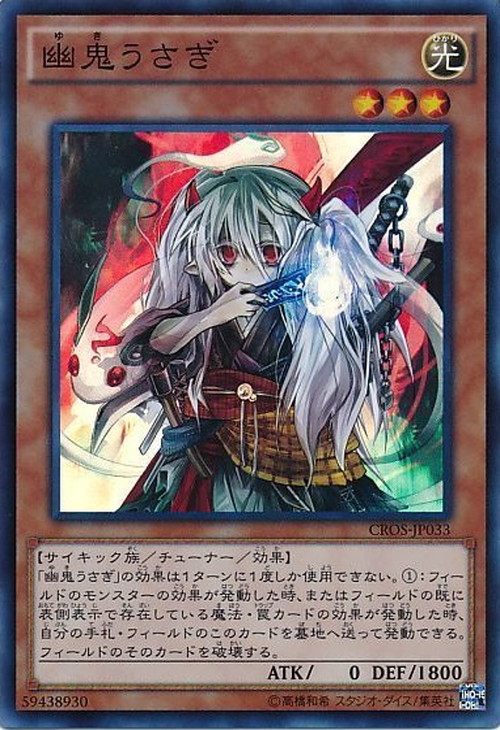 幽鬼うさぎ
光
CROS-JP033
【サイキック族／チューナー／効果】
「幽鬼うさぎ」の効果は1ターンに1度しか使用できない。①：フィー
ルドのモンスターの効果が発動した時、またはフィールドの既に
表側表示で存在している魔法・罠カードの効果が発動した時、
自分の手札・フィールドのこのカードを墓地へ送って発動できる。
フィールドのそのカードを破壊する。
ATK/ 0 DEF/1800
59438930 ©高橋和希 スタジオ・ダイス/集英社